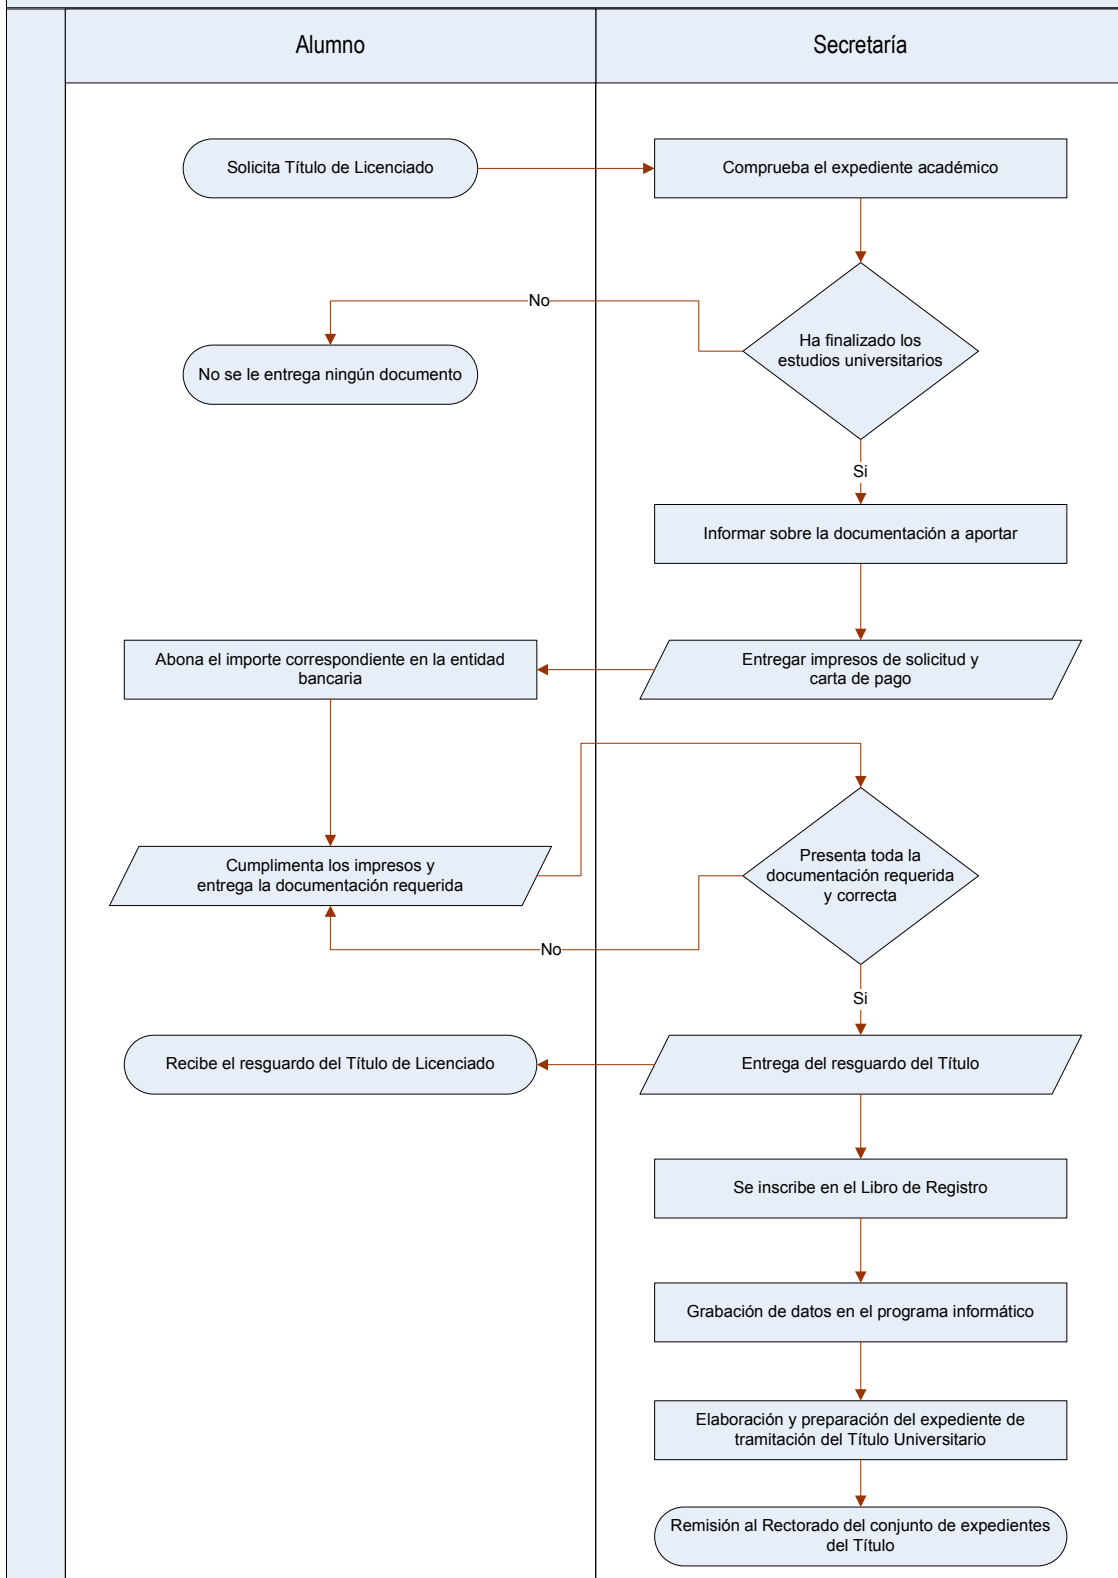 Alumno
Secretaría
Solicita Título de Licenciado
Comprueba el expediente académico
No
Ha finalizado los
estudios universitarios
No se le entrega ningún documento
Si
Informar sobre la documentación a aportar
Abona el importe correspondiente en la entidad
bancaria
Entregar impresos de solicitud y
carta de pago
Cumplimenta los impresos y
entrega la documentación requerida
Presenta toda la
documentación requerida
y correcta
No
Si
Recibe el resguardo del Título de Licenciado
Entrega del resguardo del Título
Se inscribe en el Libro de Registro
Grabación de datos en el programa informático
Elaboración y preparación del expediente de
tramitación del Título Universitario
Remisión al Rectorado del conjunto de expedientes
del Título